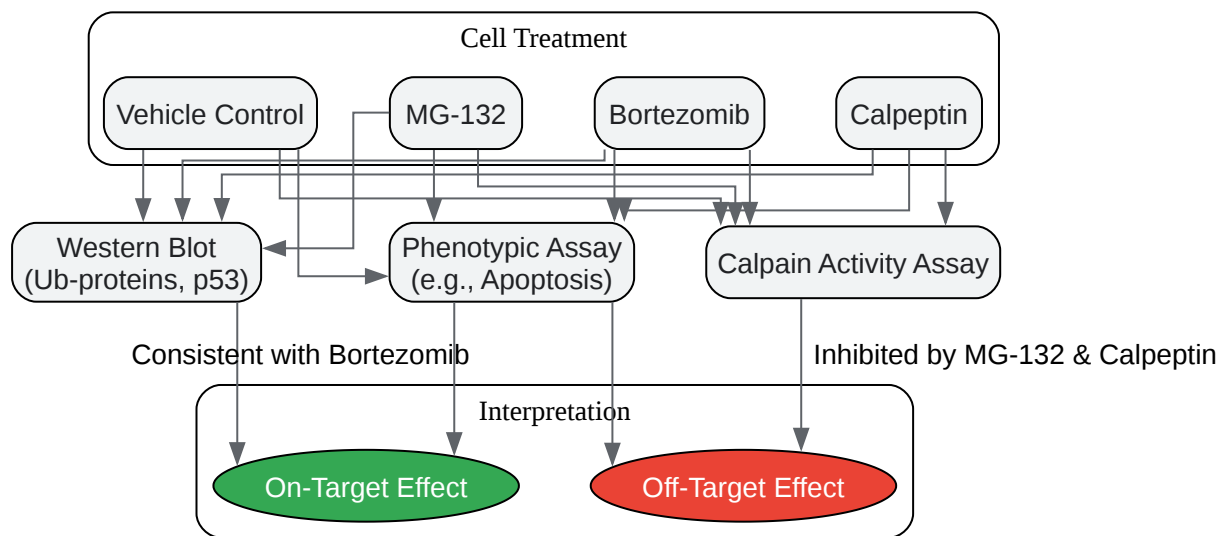 Cell Treatment
Vehicle Control
MG-132
Bortezomib
Calpeptin
Western Blot
(Ub-proteins, p53)
Phenotypic Assay
(e.g., Apoptosis)
Calpain Activity Assay
Consistent with Bortezomib
Inhibited by MG-132 & Calpeptin
Interpretation
On-Target Effect
Off-Target Effect